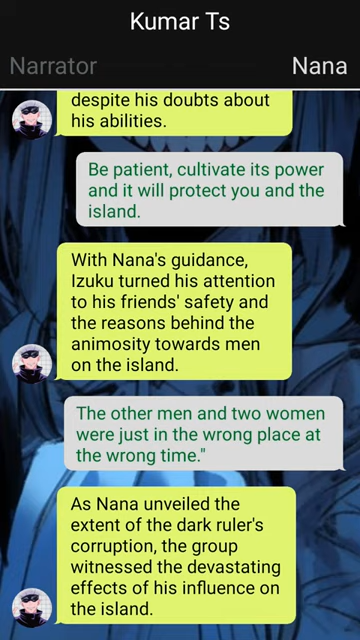 Kumar Ts
Narrator
Nana
despite his doubts about
his abilities.
Be patient, cultivate its power
and it will protect you and the
island.
With Nana's guidance,
Izuku turned his attention
to his friends' safety and
the reasons behind the
animosity towards men
on the island.
The other men and two women
were just in the wrong place at
the wrong time."
As Nana unveiled the
extent of the dark ruler's
corruption, the group
witnessed the devastating
effects of his influence on
the island.